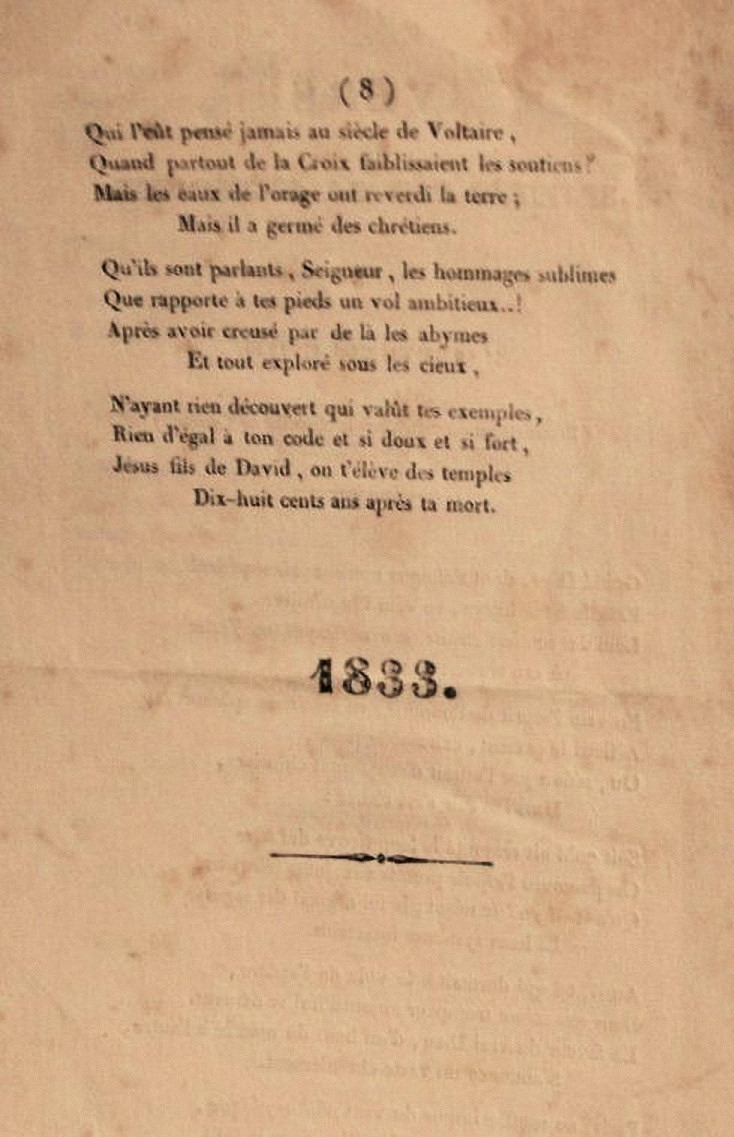 ( 8 )
Qui l'eût pensé jamais au siècle de Voltaire ,
Quand partout de la Croix faiblissaient les soutiens ?
Mais les eaux de l'orage ont reverdi la terre ;
Mais il a germé des chrétiens.
Qu'ils sont parlants , Seigneur , les hommages sublimes
Que rapporte à tes pieds un vol ambitieux..!
Après avoir creusé par de là les abymes
Et tout exploré sous les cieux ,
N'ayant rien découvert qui valût tes exemples ,
Rien d'égal à ton code et si doux et si fort ,
Jésus fils de David , on t'élève des temples
Dix-huit cents ans après ta mort.
1833.